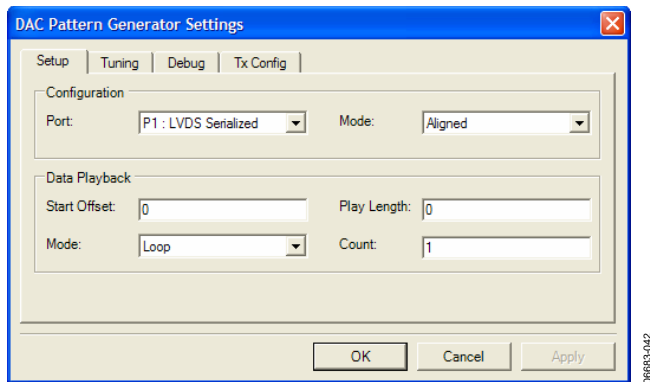 DAC Pattern Generator Settings
Setup Tuning Debug Tx Config
Configuration
Port: P1 : LVDS Serialized Mode: Aligned
Data Playback
Start Offset: 0 Play Length: 0
Mode: Loop Count: 1
OK Cancel Apply
06683-042